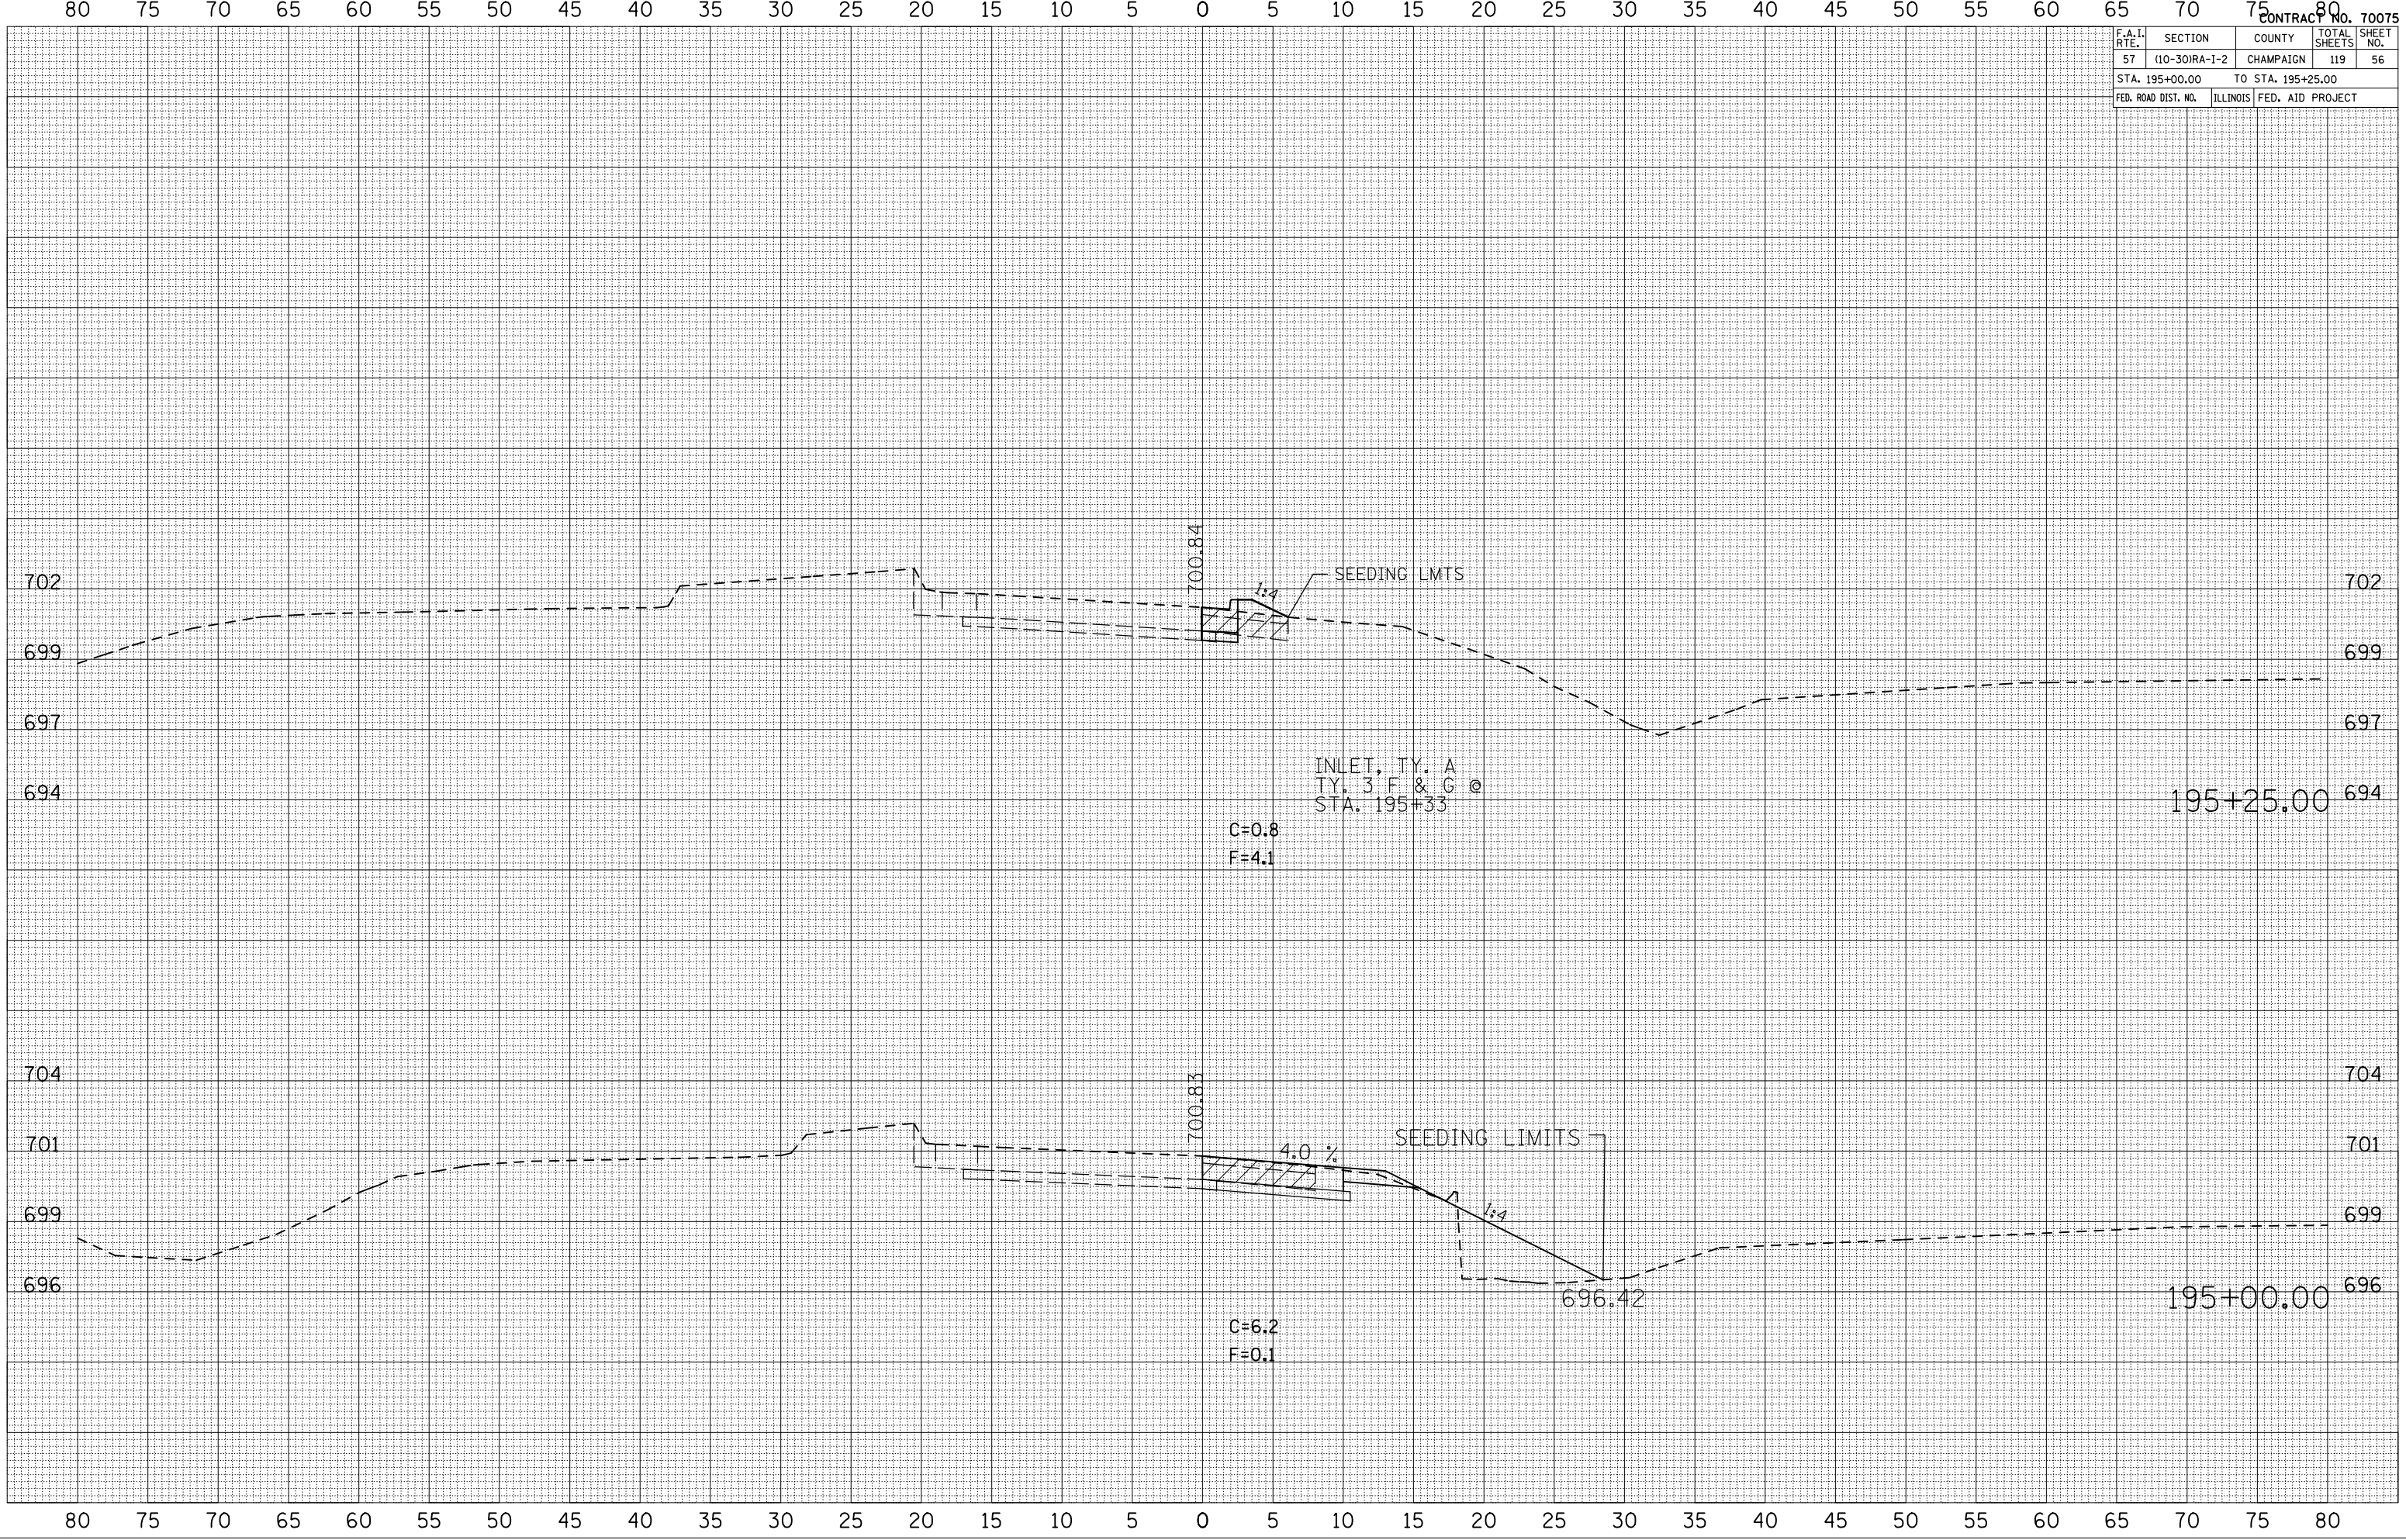 80 75 70 65 60 55 50 45 40 35 30 25 20 15 10 5 0 5 10 15 20 25 30 35 40 45 50 55 60 65 70 75 80
CONTRACT NO. 70075
F.A.I. RTE. SECTION COUNTY TOTAL SHEETS SHEET NO.
57 (10-30)RA-I-2 CHAMPAIGN 119 56
STA. 195+00.00 TO STA. 195+25.00
FED. ROAD DIST. NO. ILLINOIS FED. AID PROJECT
700.84
SEEDING LMTS
702 702
1:4
699 699
697 697
INLET, TY. A
TY. 3 F & G @
STA. 195+33
694 195+25.00 694
C=0.8
F=4.1
704 704
700.83
701 SEEDING LIMITS 701
4.0 %
699 1:4 699
696 696.42 195+00.00 696
C=6.2
F=0.1
80 75 70 65 60 55 50 45 40 35 30 25 20 15 10 5 0 5 10 15 20 25 30 35 40 45 50 55 60 65 70 75 80